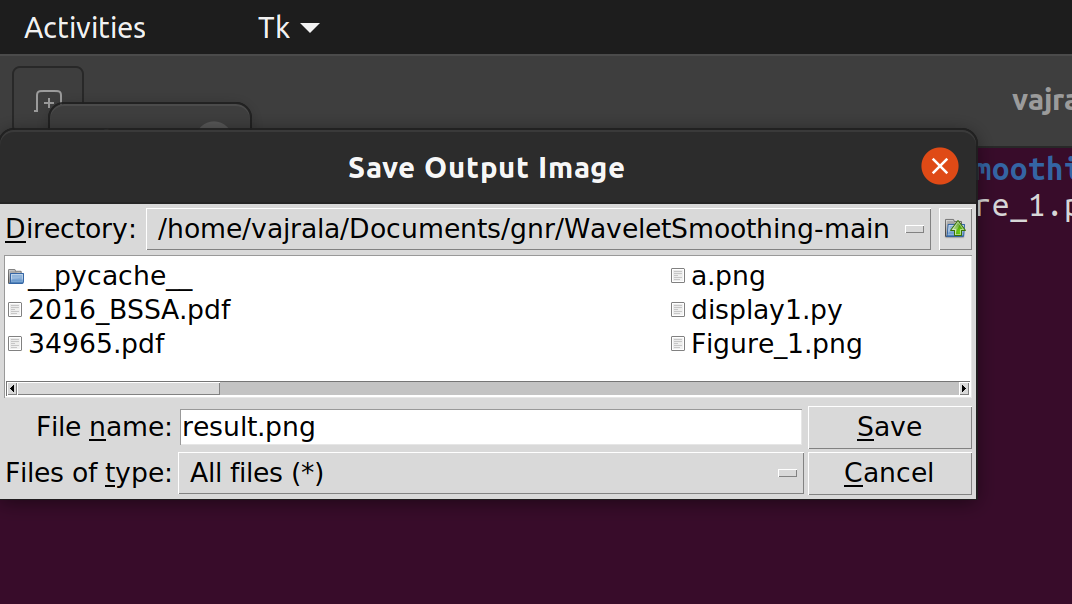 Activities Tk
vajra
Save Output Image
moothi
re_1.p
Directory: /home/vajrala/Documents/gnr/WaveletSmoothing-main
__pycache__ a.png
2016_BSSA.pdf display1.py
34965.pdf Figure_1.png
File name: result.png Save
Files of type: All files (*) Cancel